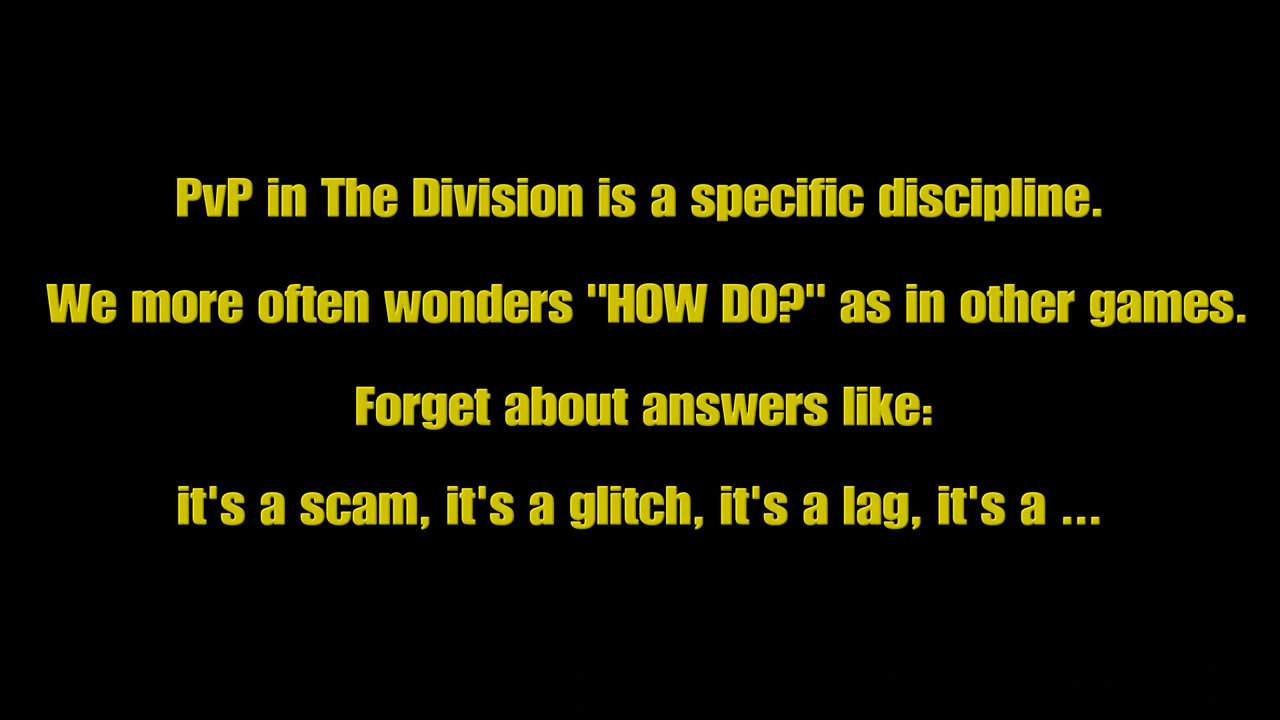 PvP in The Division is a specific discipline.
We more often wonders "HOW DO?" as in other games.
Forget about answers like:
it's a scam, it's a glitch, it's a lag, it's a ...